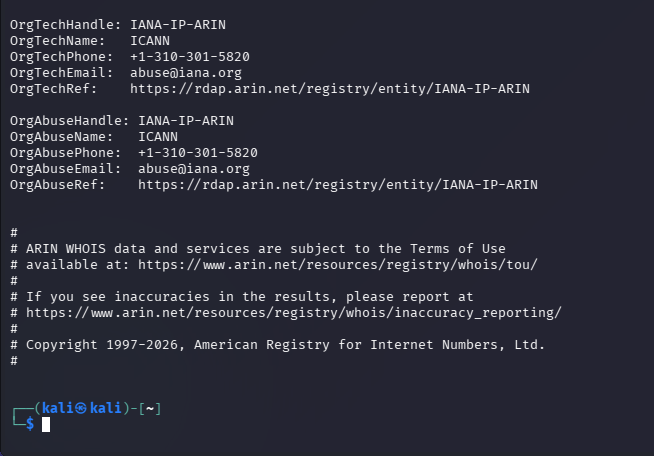 OrgTechHandle: IANA-IP-ARIN
OrgTechName:   ICANN
OrgTechPhone:  +1-310-301-5820
OrgTechEmail:  abuse@iana.org
OrgTechRef:    https://rdap.arin.net/registry/entity/IANA-IP-ARIN

OrgAbuseHandle: IANA-IP-ARIN
OrgAbuseName:   ICANN
OrgAbusePhone:  +1-310-301-5820
OrgAbuseEmail:  abuse@iana.org
OrgAbuseRef:    https://rdap.arin.net/registry/entity/IANA-IP-ARIN

#
# ARIN WHOIS data and services are subject to the Terms of Use
# available at: https://www.arin.net/resources/registry/whois/tou/
#
# If you see inaccuracies in the results, please report at
# https://www.arin.net/resources/registry/whois/inaccuracy_reporting/
#
# Copyright 1997-2026, American Registry for Internet Numbers, Ltd.
#

┌──(kali㉿kali)-[~]
└─$